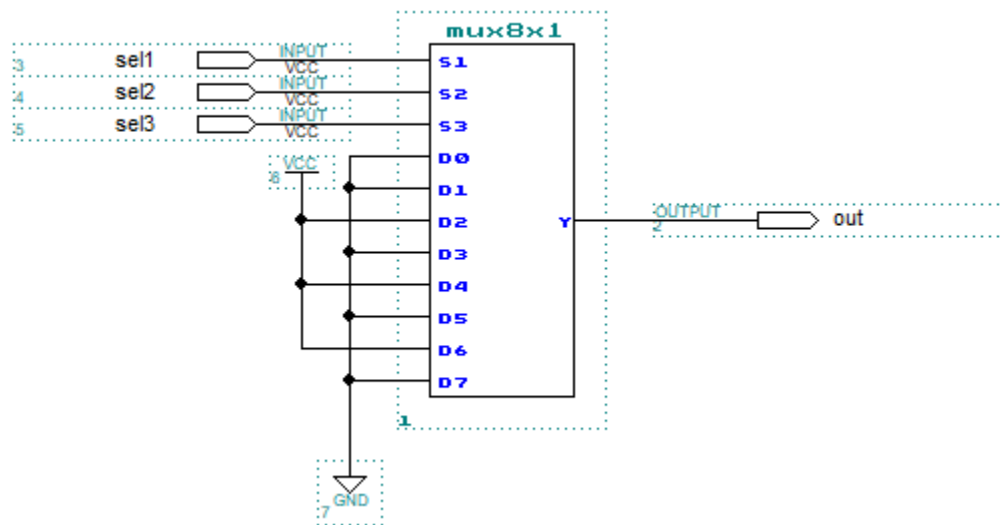 mux8x1
3 sel1 INPUT S1
VCC
4 sel2 INPUT S2
VCC
5 sel3 INPUT S3
VCC
D0
VCC
6
D1
OUTPUT
D2 Y out
2
D3
D4
D5
D6
D7
1
GND
7